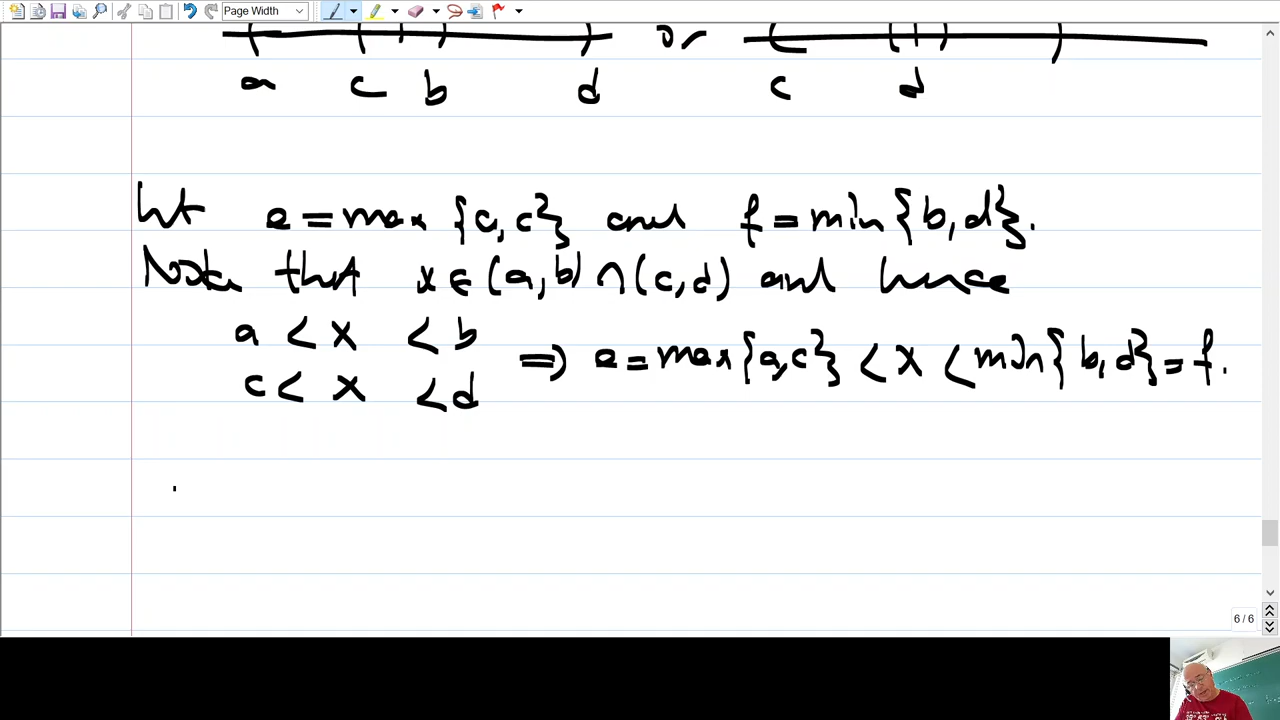 Page Width
or
a c b d c d
Let e = max {a, c} and f = min {b, d}.
Note that x ∈ (a, b) ∩ (c, d) and hence
a < x < b
c < x < d ⟹ e = max{a, c} < x < min{b, d} = f.
6 / 6